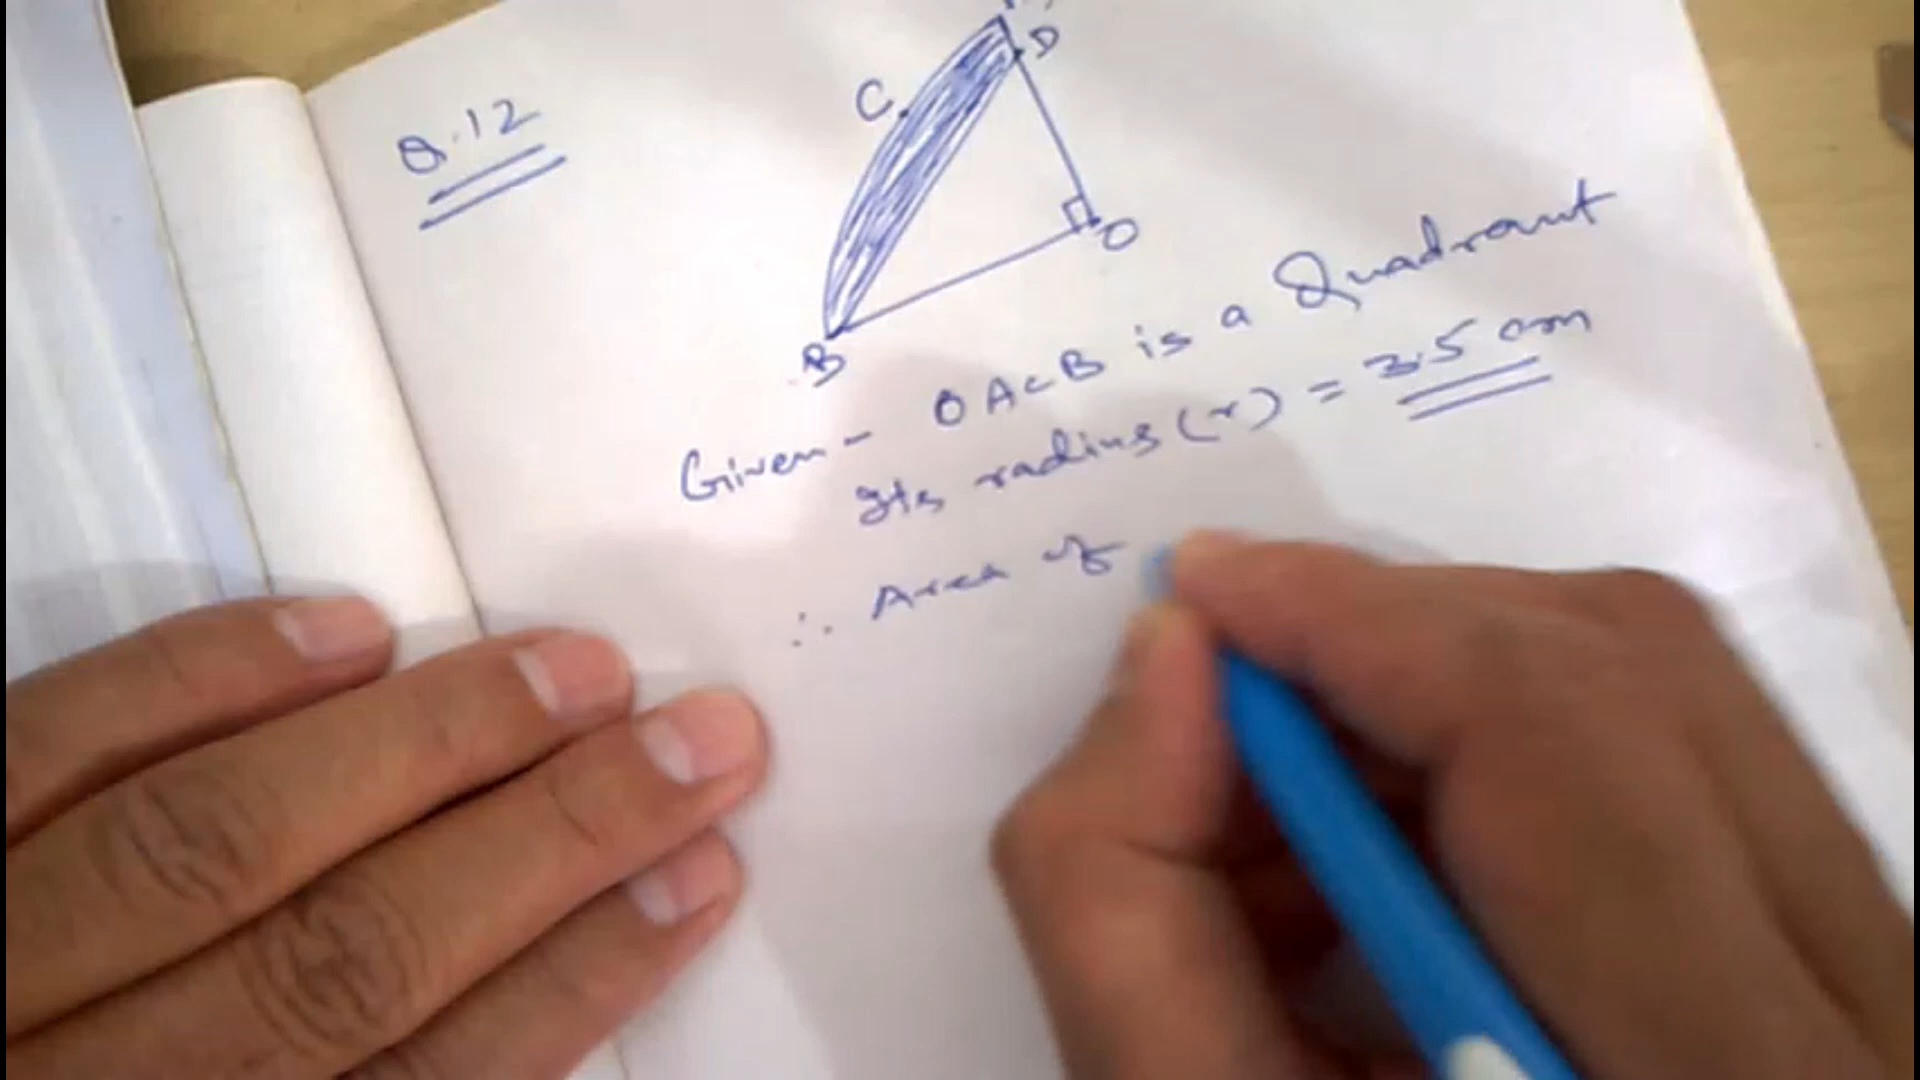 Q.12
D
C
O
B
Given - OACB is a Quadrant
Its radius (r) = 3.5 cm
∴ Area of